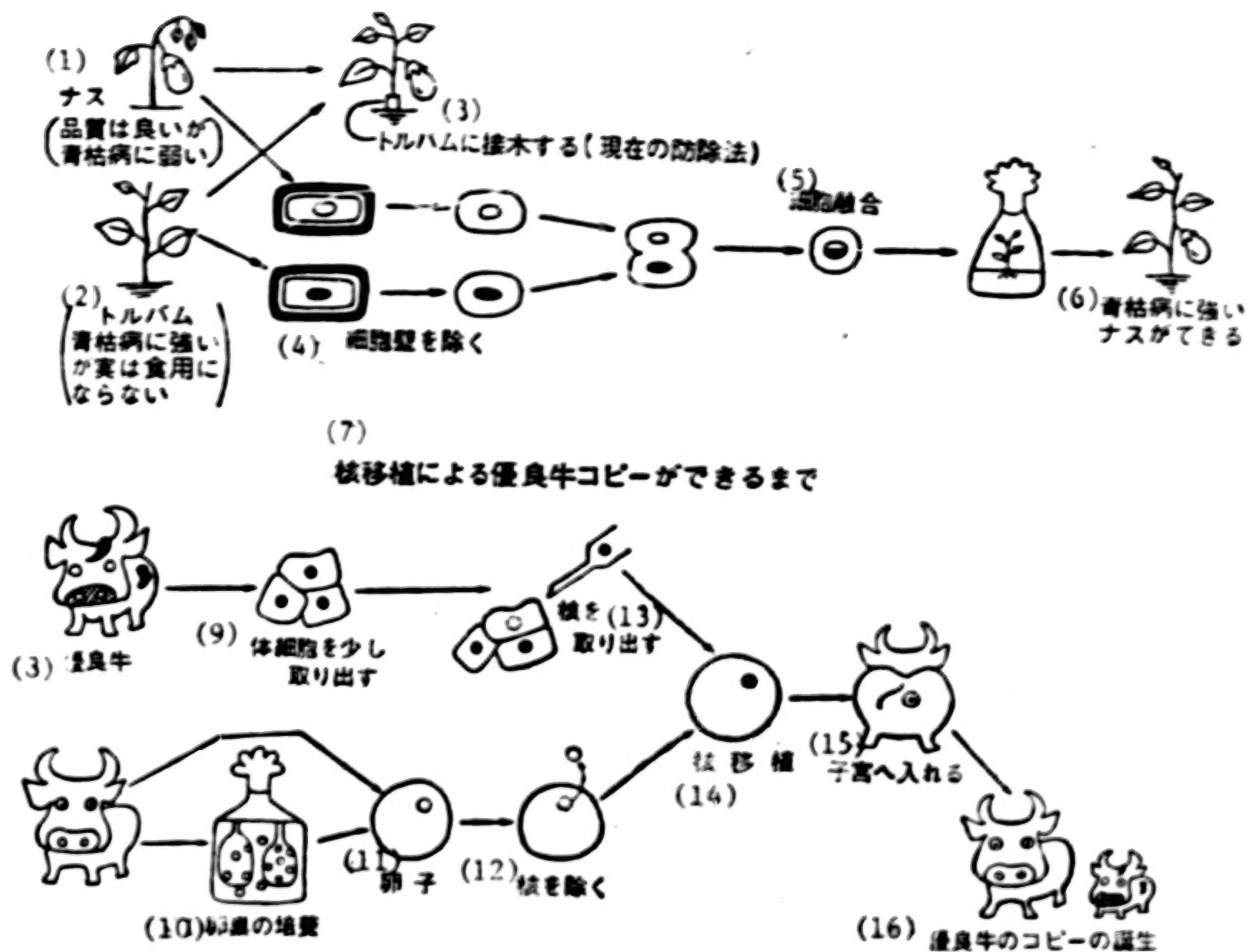 (1)
ナス
(品質は良いが
青枯病に弱い)
(2)
(トルバム
青枯病に強い
が実は食用に
ならない)
(3)
トルバムに接木する(現在の防除法)
(4) 細胞壁を除く
(5)
細胞融合
(6) 青枯病に強い
ナスができる
(7)
核移植による優良牛コピーができるまで
(3) 優良牛
(9) 体細胞を少し
取り出す
核を (13)
取り出す
(10) 卵巣の培養
(11)
卵子
(12) 核を除く
核移植
(14)
(15)
子宮へ入れる
(16) 優良牛のコピーの誕生